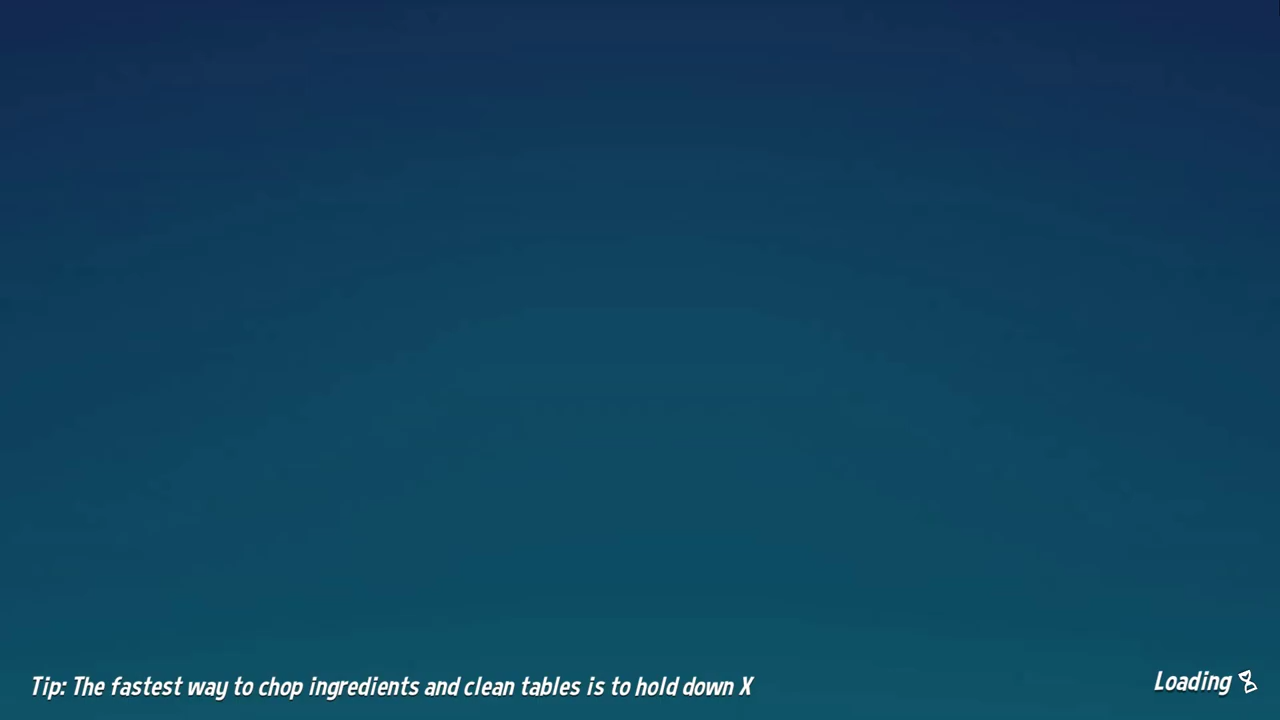 Tip: The fastest way to chop ingredients and clean tables is to hold down X
Loading